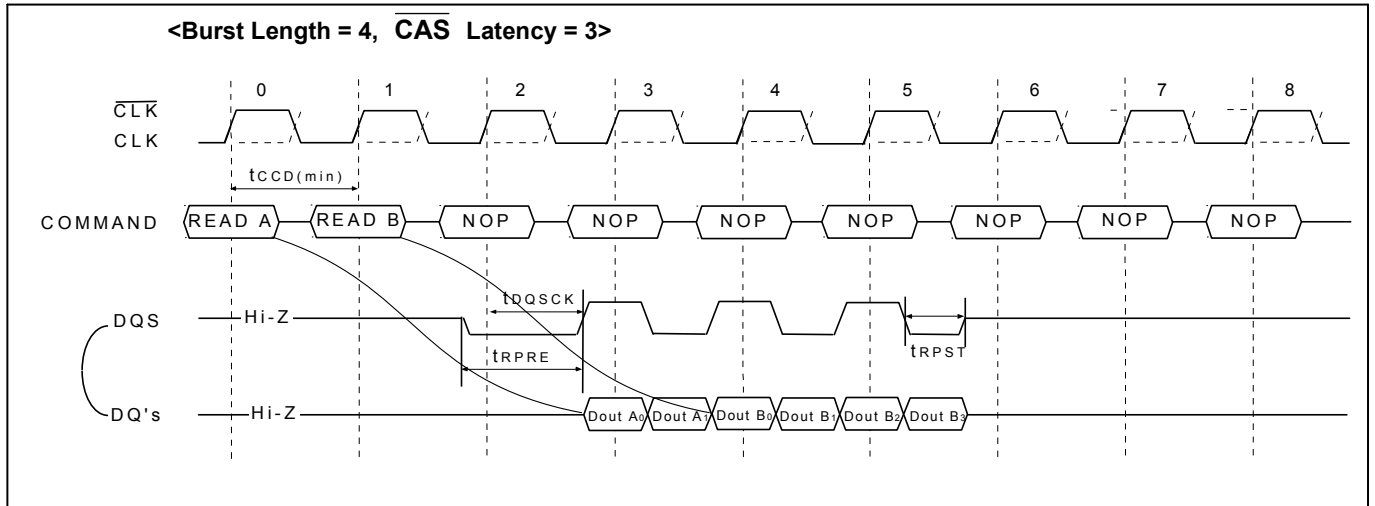 <Burst Length = 4, CAS Latency = 3>
0 1 2 3 4 5 6 7 8
CLK
CLK
tCCD(min)
COMMAND READ A READ B NOP NOP NOP NOP NOP NOP NOP
tDQSCK
DQS Hi-Z
tRPRE
tRPST
DQ's Hi-Z Dout A0 Dout A1 Dout B0 Dout B1 Dout B2 Dout B3